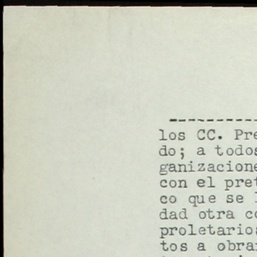 los CC. Pre
do; a todos
ganizacione
con el pret
co que se
dad otra co
proletarios
tos a obrar